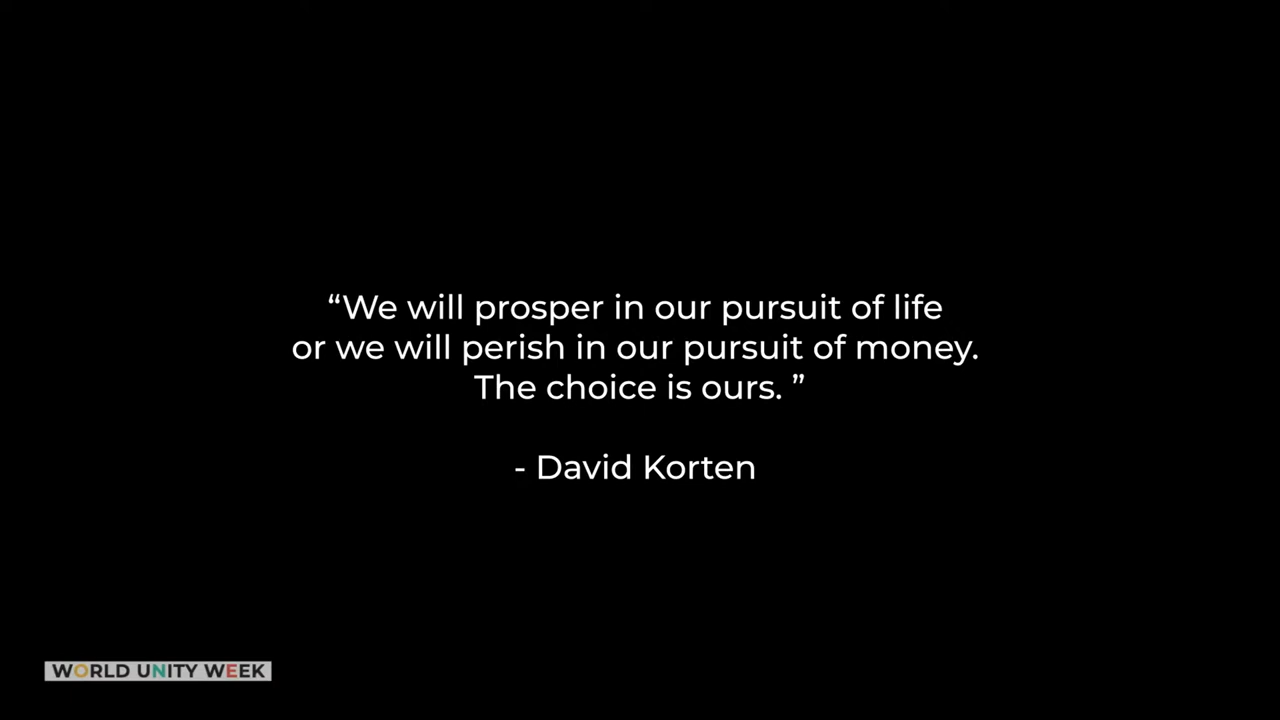 “We will prosper in our pursuit of life
or we will perish in our pursuit of money.
The choice is ours. ”
- David Korten
WORLD UNITY WEEK